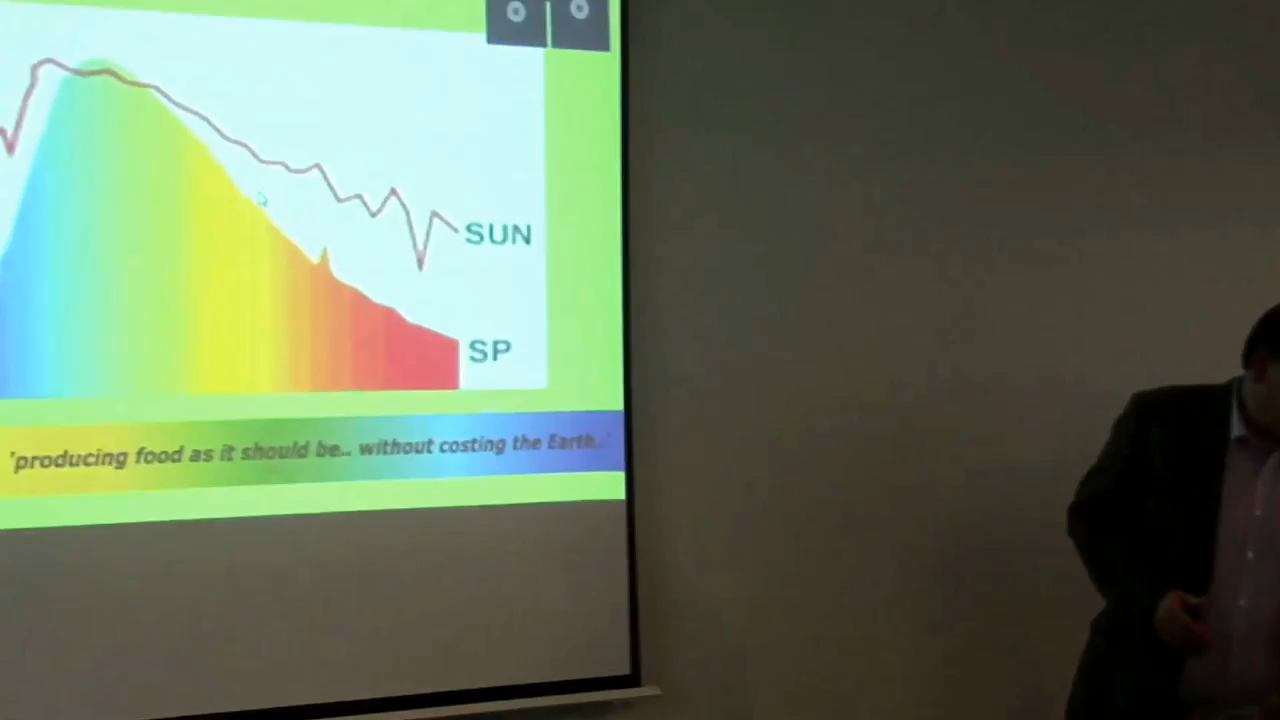 SUN
SP
'producing food as it should be.. without costing the Earth..'